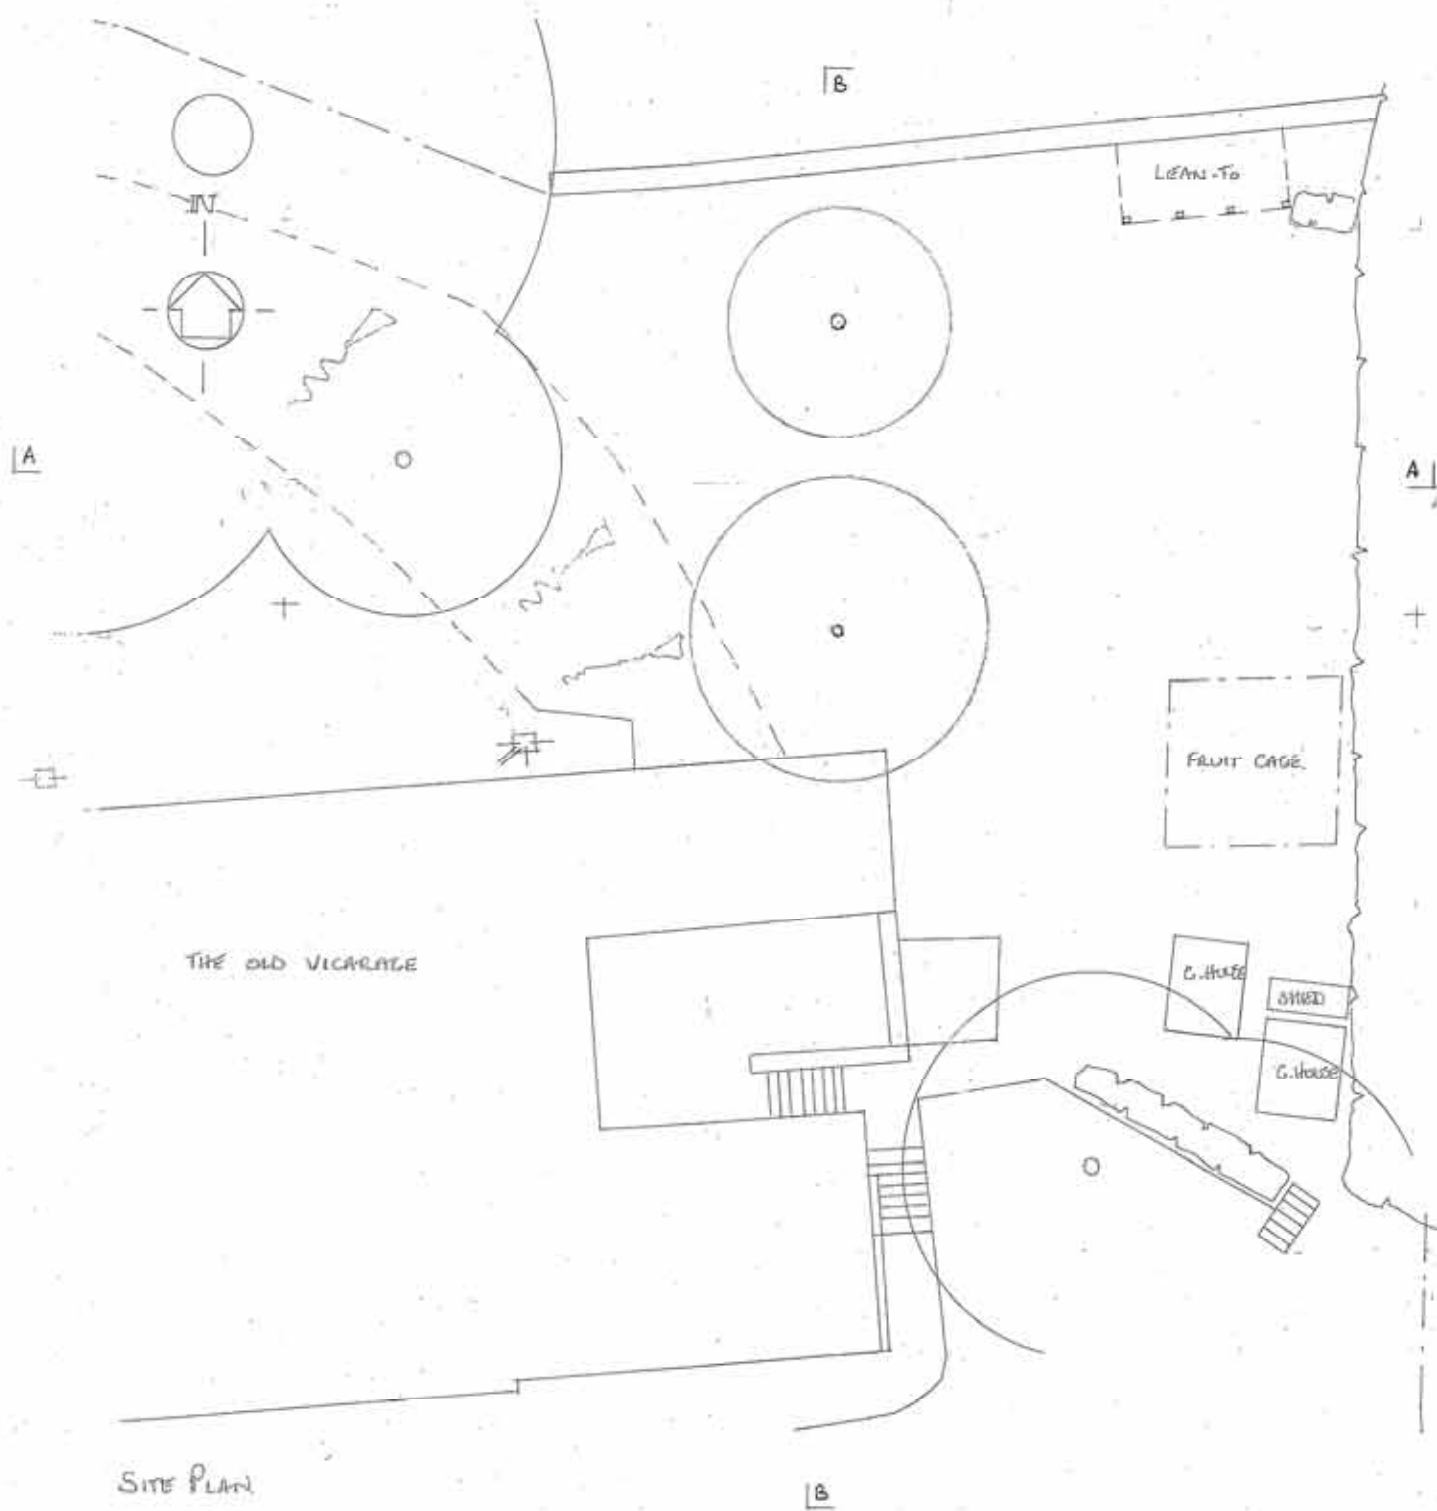 B
LEAN-TO
N
A
A
FRUIT CAGE
THE OLD VICARAGE
G.HOUSE
SHED
G.HOUSE
SITE PLAN
B